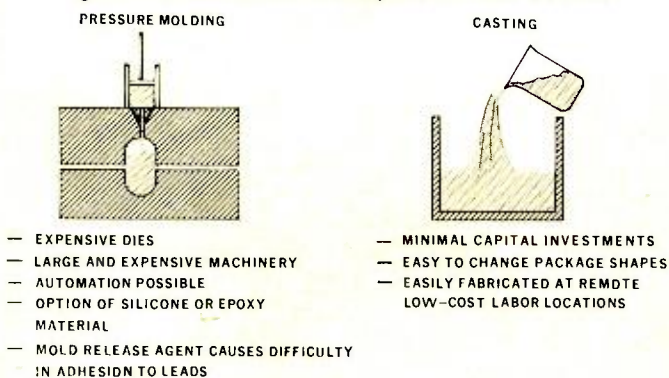 PRESSURE MOLDING
— EXPENSIVE DIES
— LARGE AND EXPENSIVE MACHINERY
— AUTOMATION POSSIBLE
— OPTION OF SILICONE OR EPOXY
MATERIAL
— MOLD RELEASE AGENT CAUSES DIFFICULTY
IN ADHESION TO LEADS
CASTING
— MINIMAL CAPITAL INVESTMENTS
— EASY TO CHANGE PACKAGE SHAPES
— EASILY FABRICATED AT REMOTE
LOW-COST LABOR LOCATIONS